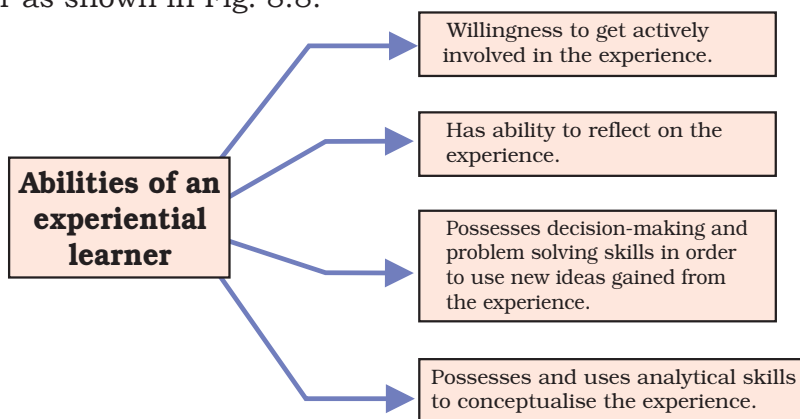 as shown in Fig. 8.8.
Willingness to get actively
involved in the experience.
Has ability to reflect on the
experience.
Abilities of an
experiential
learner
Possesses decision-making and
problem solving skills in order
to use new ideas gained from
the experience.
Possesses and uses analytical skills
to conceptualise the experience.